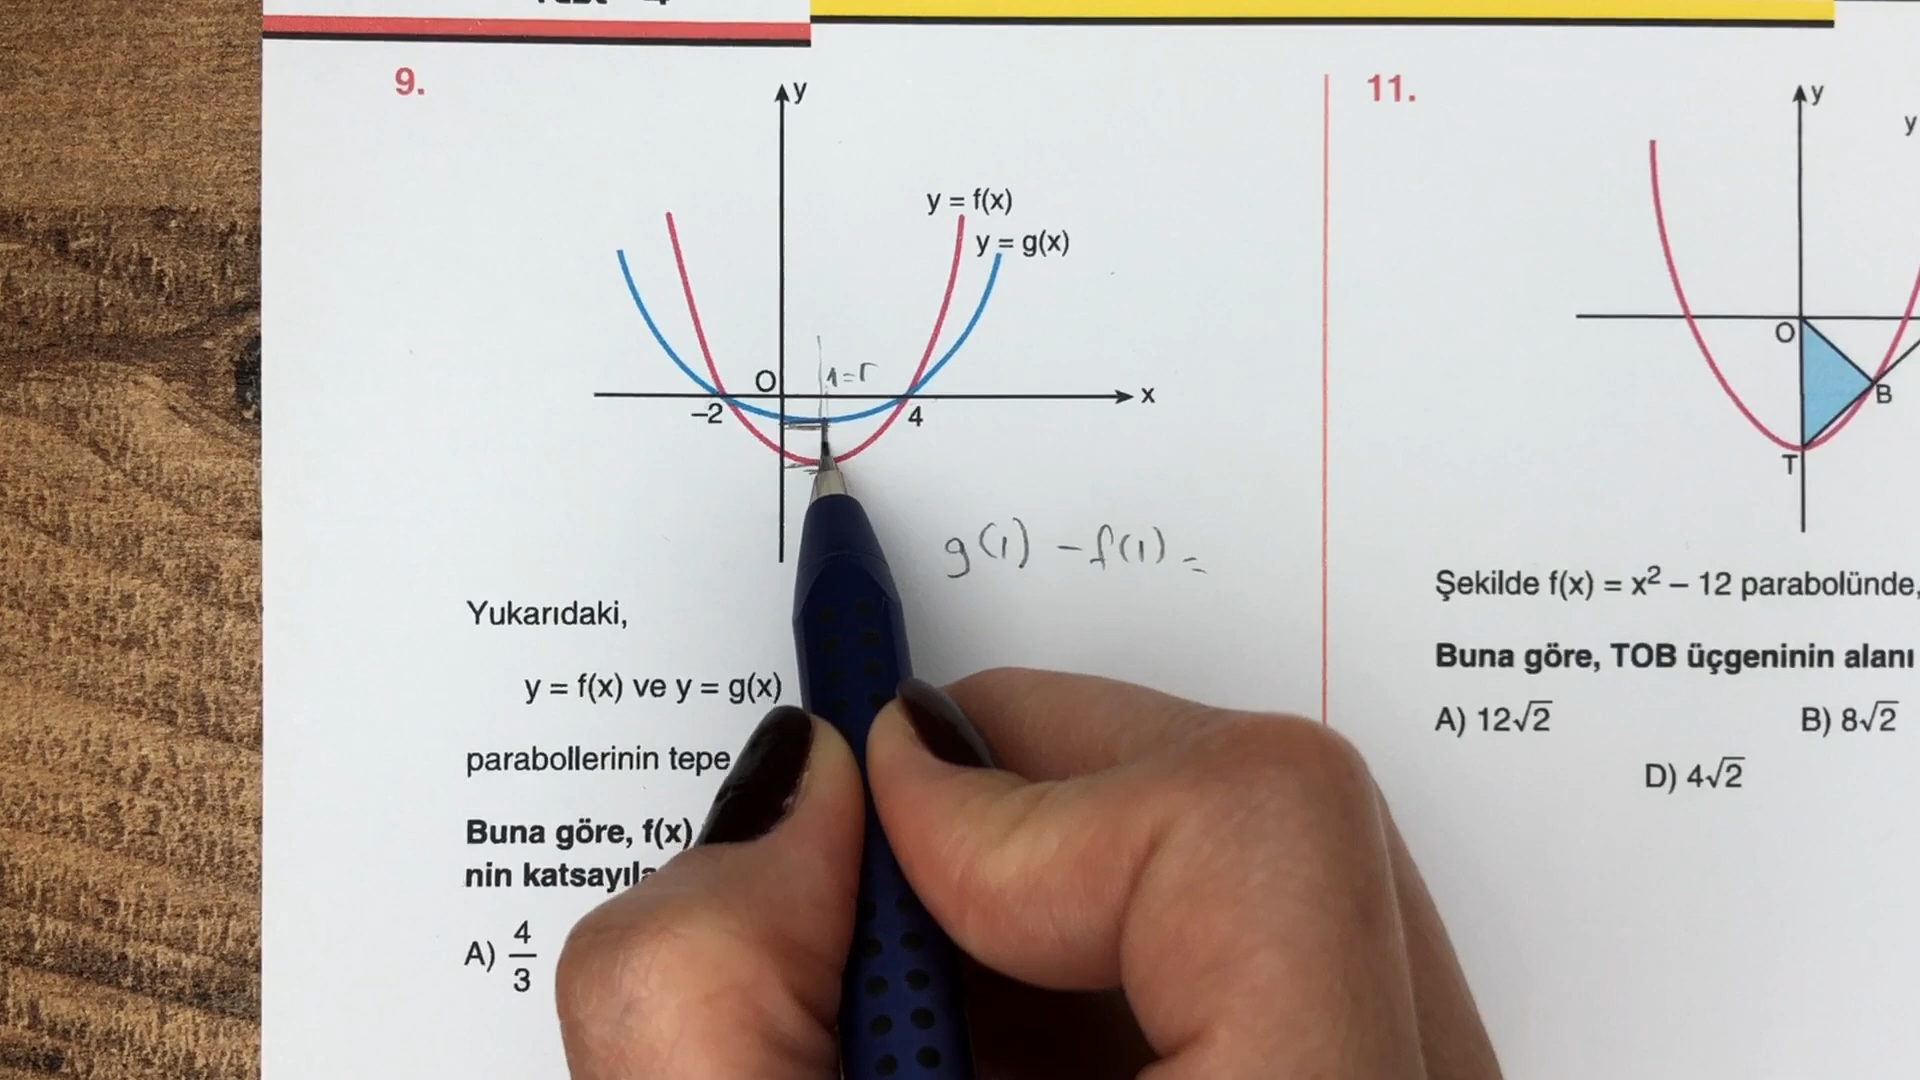 9.
y
y = f(x)
y = g(x)
1=r
O
x
-2
4
g(1) - f(1) =
Yukarıdaki,
y = f(x) ve y = g(x)
parabollerinin tepe
Buna göre, f(x)
nin
A) 4/3
11.
y
y
O
B
T
Şekilde f(x) = x² – 12 parabolünde,
Buna göre, TOB üçgeninin alanı
A) 12√2
B) 8√2
D) 4√2